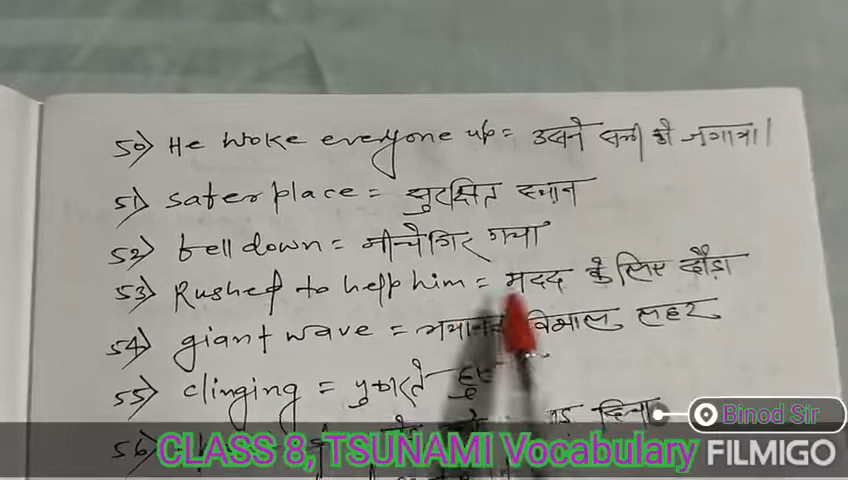 50) He woke everyone up = उसने सभी को जगाया।
51) Safer place = सुरक्षित स्थान
52) fell down = नीचे गिर गया
53) Rushed to help him = मदद के लिए दौड़ा
54) giant wave = भयानक विशाल लहर
55) clinging =
56) दिया
Binod Sir
CLASS 8, TSUNAMI Vocabulary
FILMIGO